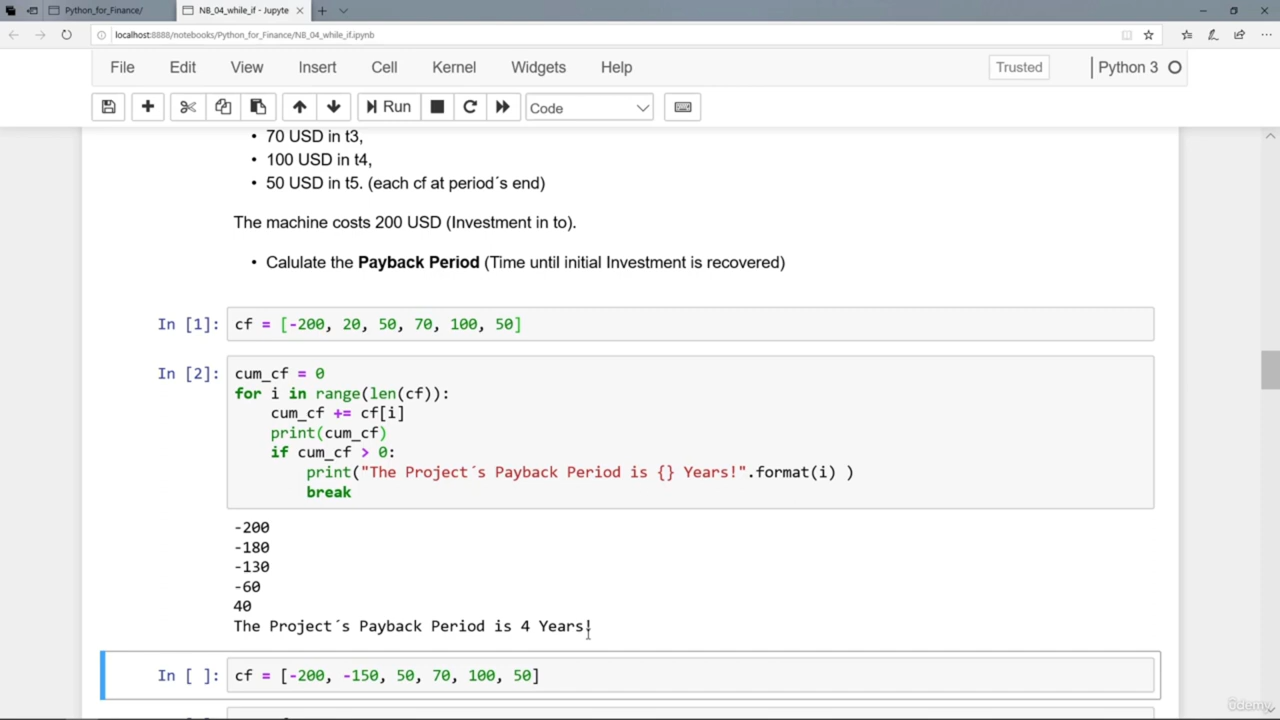 Python_for_Finance/
NB_04_while_if - Jupyte
localhost:8888/notebooks/Python_for_Finance/NB_04_while_if.ipynb
File Edit View Insert Cell Kernel Widgets Help
Trusted
Python 3
Run
Code
• 70 USD in t3,
• 100 USD in t4,
• 50 USD in t5. (each cf at period´s end)
The machine costs 200 USD (Investment in to).
• Calulate the Payback Period (Time until initial Investment is recovered)
In [1]: cf = [-200, 20, 50, 70, 100, 50]
In [2]: cum_cf = 0
for i in range(len(cf)):
    cum_cf += cf[i]
    print(cum_cf)
    if cum_cf > 0:
        print("The Project´s Payback Period is {} Years!".format(i) )
        break
-200
-180
-130
-60
40
The Project´s Payback Period is 4 Years!
In [ ]: cf = [-200, -150, 50, 70, 100, 50]
ûdemy